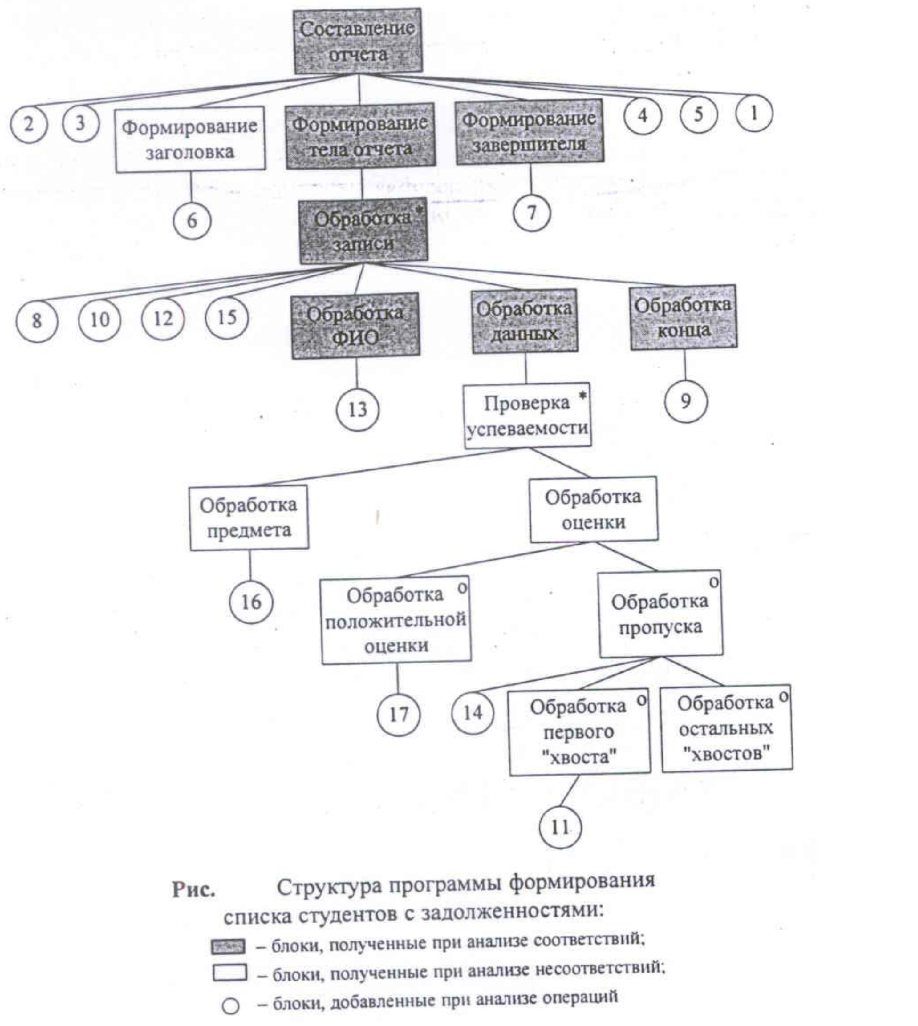 Составление
отчета
2
3
Формирование
заголовка
Формирование
тела отчета
Формирование
завершителя
4
5
1
6
7
Обработка *
записи
8
10
12
15
Обработка
ФИО
Обработка
данных
Обработка
конца
13
Проверка *
успеваемости
9
Обработка
предмета
Обработка
оценки
16
Обработка о
положительной
оценки
Обработка о
пропуска
17
14
Обработка о
первого
"хвоста"
Обработка о
остальных
"хвостов"
11
Рис. Структура программы формирования
списка студентов с задолженностями:
– блоки, полученные при анализе соответствий;
– блоки, полученные при анализе несоответствий;
– блоки, добавленные при анализе операций